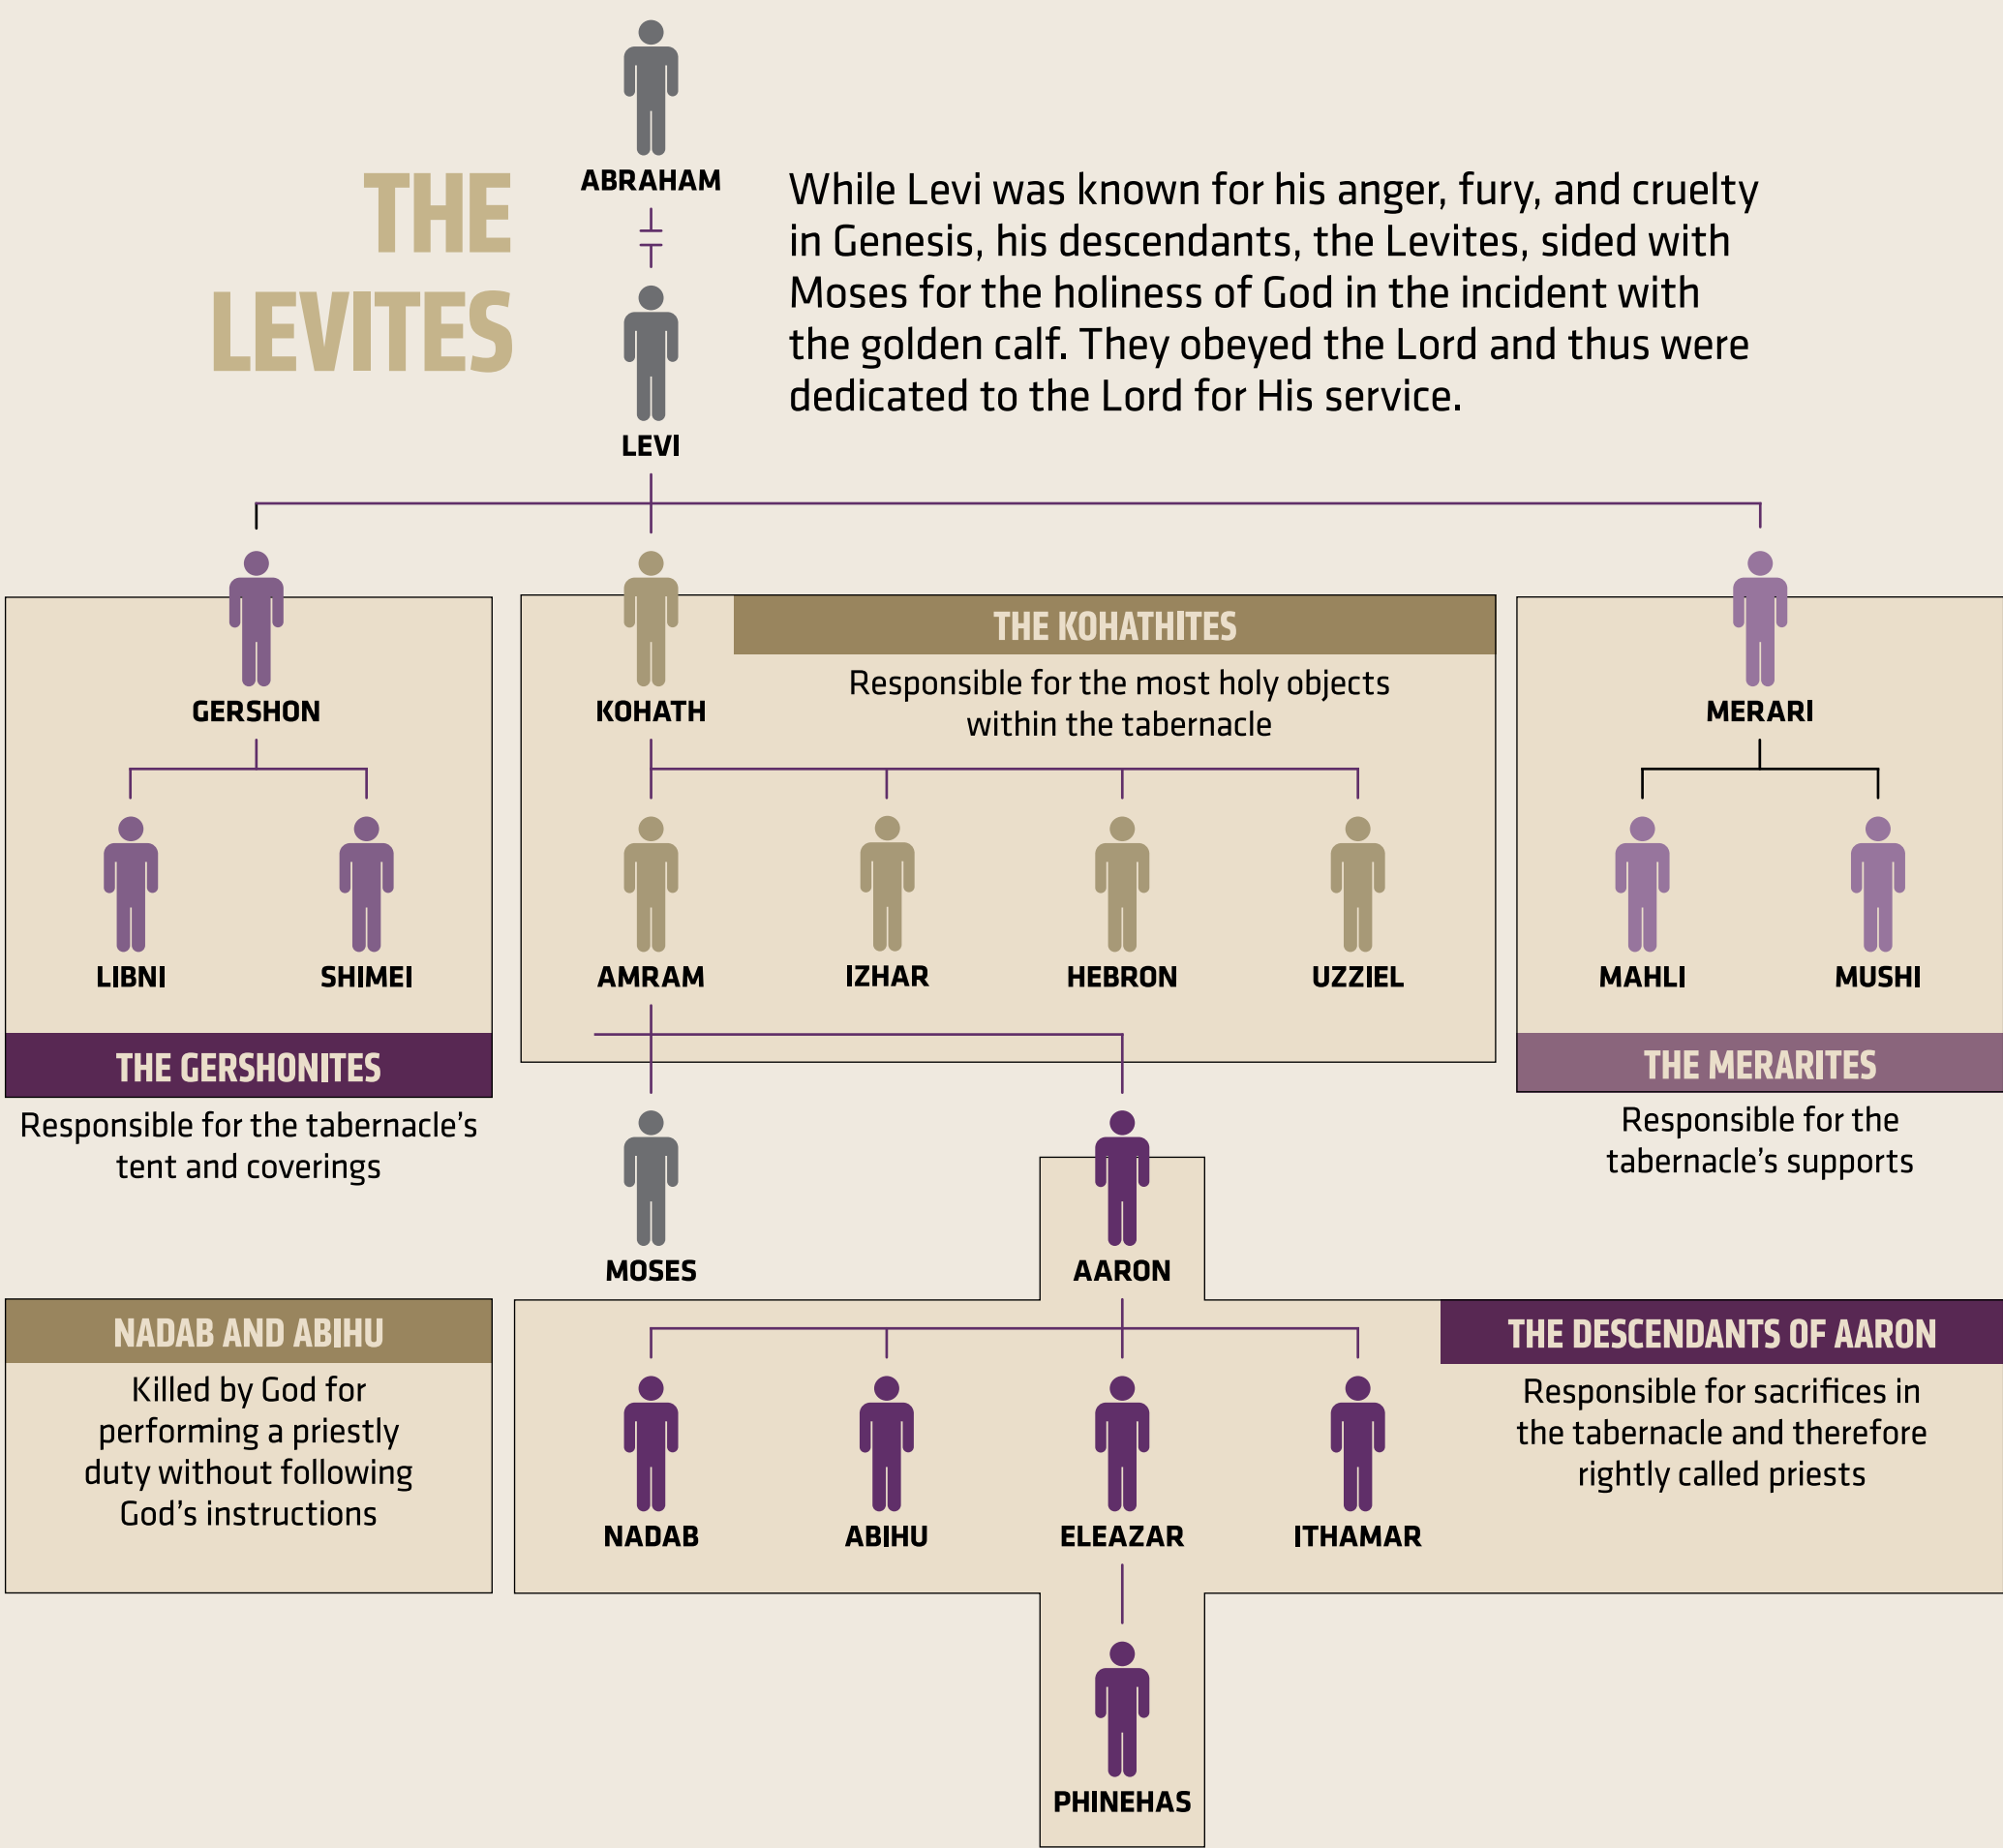 THE
LEVITES
ABRAHAM
While Levi was known for his anger, fury, and cruelty
in Genesis, his descendants, the Levites, sided with
Moses for the holiness of God in the incident with
the golden calf. They obeyed the Lord and thus were
dedicated to the Lord for His service.
LEVI
GERSHON
LIBNI
SHIMEI
THE GERSHONITES
Responsible for the tabernacle’s
tent and coverings
KOHATH
THE KOHATHITES
Responsible for the most holy objects
within the tabernacle
AMRAM
IZHAR
HEBRON
UZZIEL
MERARI
MAHLI
MUSHI
THE MERARITES
Responsible for the
tabernacle’s supports
MOSES
AARON
NADAB AND ABIHU
Killed by God for
performing a priestly
duty without following
God’s instructions
NADAB
ABIHU
ELEAZAR
ITHAMAR
THE DESCENDANTS OF AARON
Responsible for sacrifices in
the tabernacle and therefore
rightly called priests
PHINEHAS